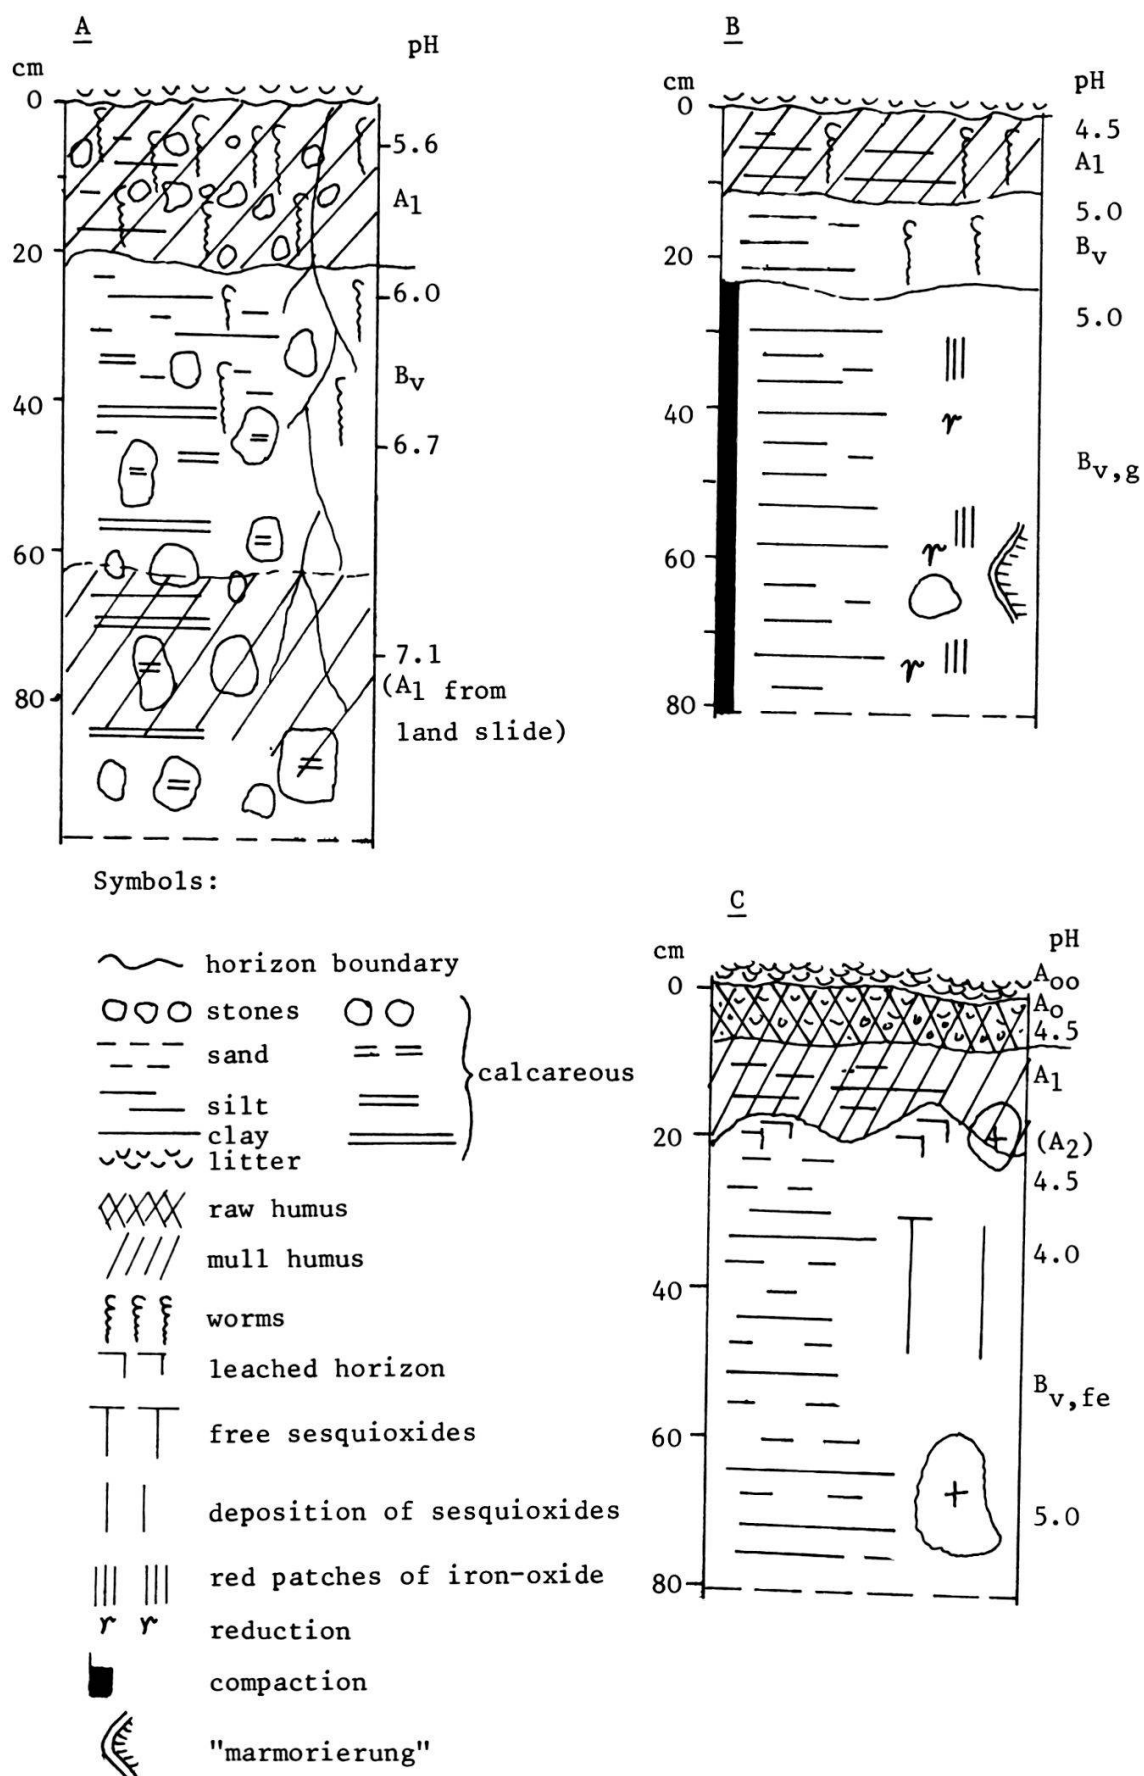 A
pH
cm
0
5.6
A1
20
6.0
Bv
40
6.7
60
7.1
80
(A1 from
land slide)
B
cm
pH
0
4.5
A1
5.0
Bv
20
5.0
40
r
Bv,g
60
r
r
80
Symbols:
horizon boundary
stones
sand
calcareous
silt
clay
litter
raw humus
mull humus
worms
leached horizon
free sesquioxides
deposition of sesquioxides
red patches of iron-oxide
r r
reduction
compaction
"marmorierung"
C
cm
pH
Aoo
0
Ao
4.5
A1
20
(A2)
4.5
4.0
40
Bv,fe
60
5.0
80